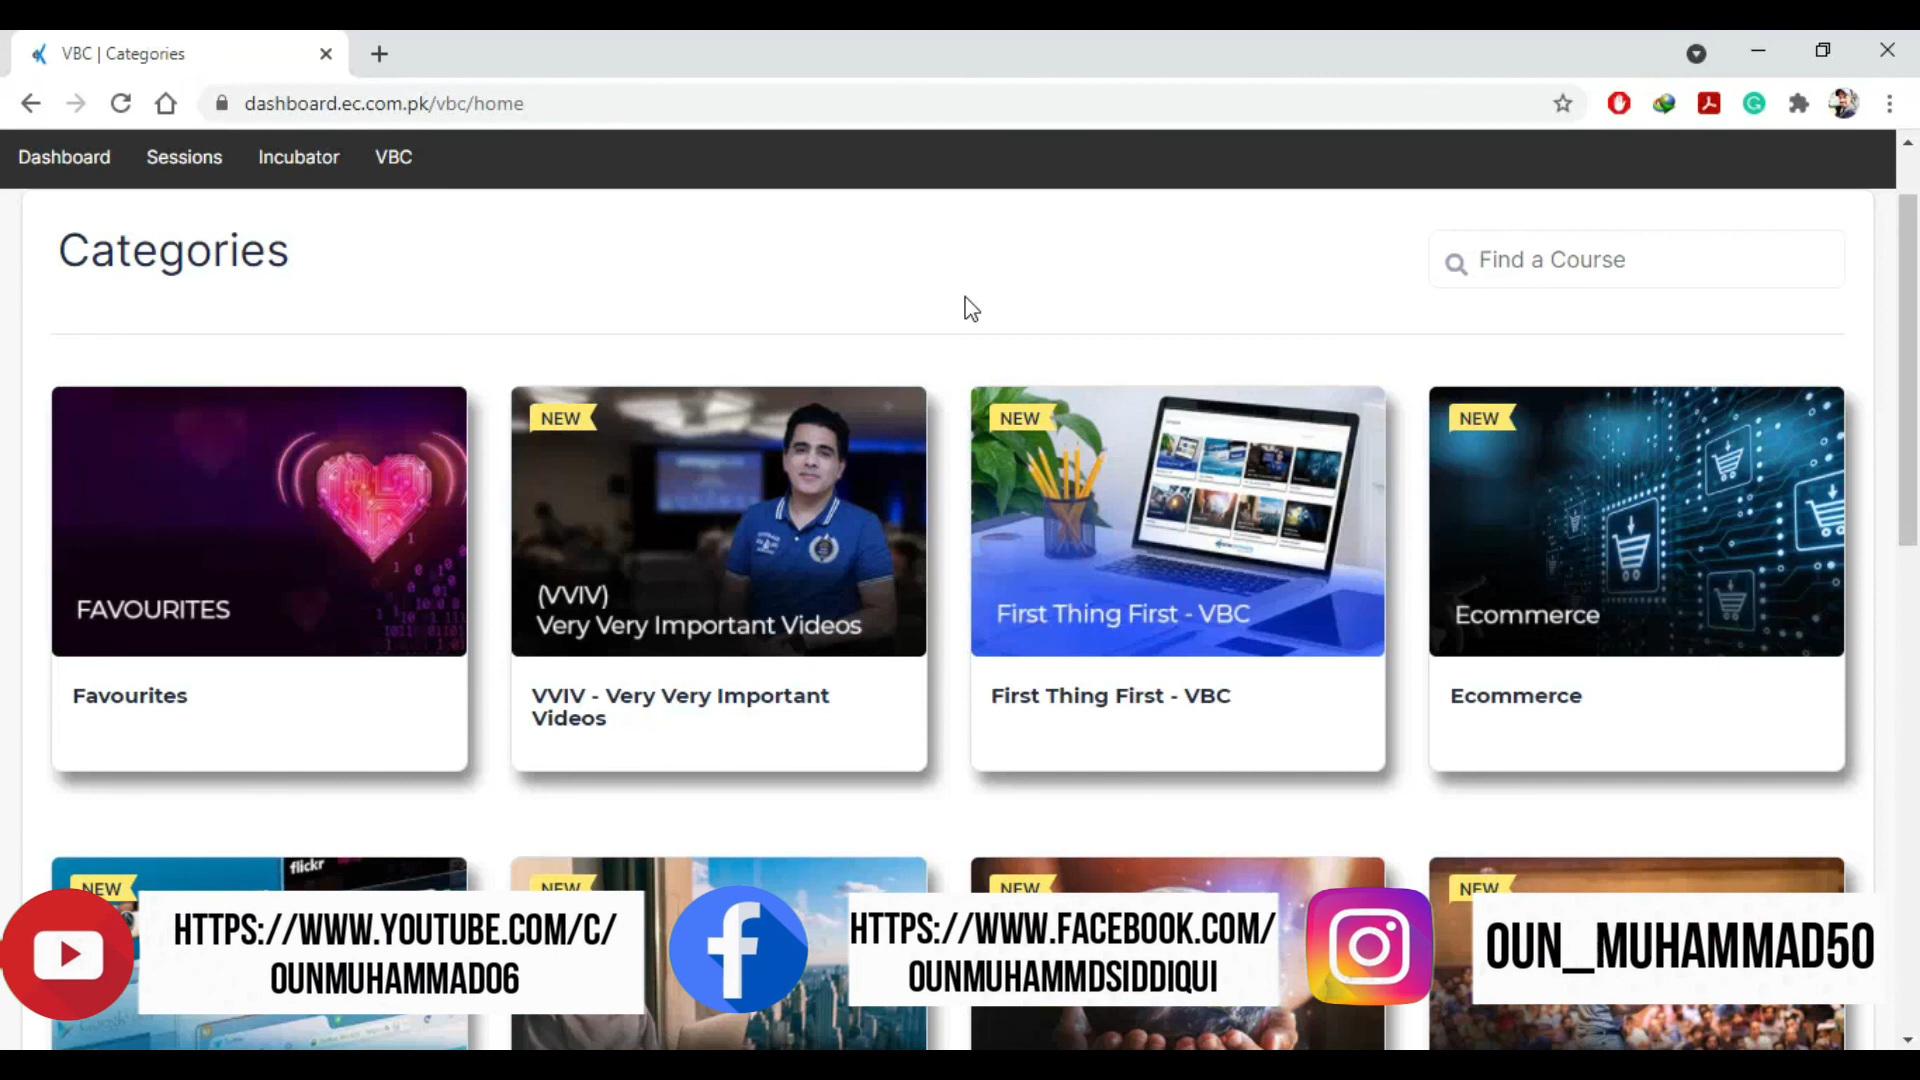 VBC | Categories
dashboard.ec.com.pk/vbc/home
Dashboard Sessions Incubator VBC
Categories
Find a Course
FAVOURITES
Favourites
NEW
(VVIV)
Very Very Important Videos
VVIV - Very Very Important
Videos
NEW
First Thing First - VBC
First Thing First - VBC
NEW
Ecommerce
Ecommerce
flickr
NEW
NEW
NEW
NEW
HTTPS://WWW.YOUTUBE.COM/C/
OUNMUHAMMAD06
HTTPS://WWW.FACEBOOK.COM/
OUNMUHAMMDSIDDIQUI
OUN_MUHAMMAD50